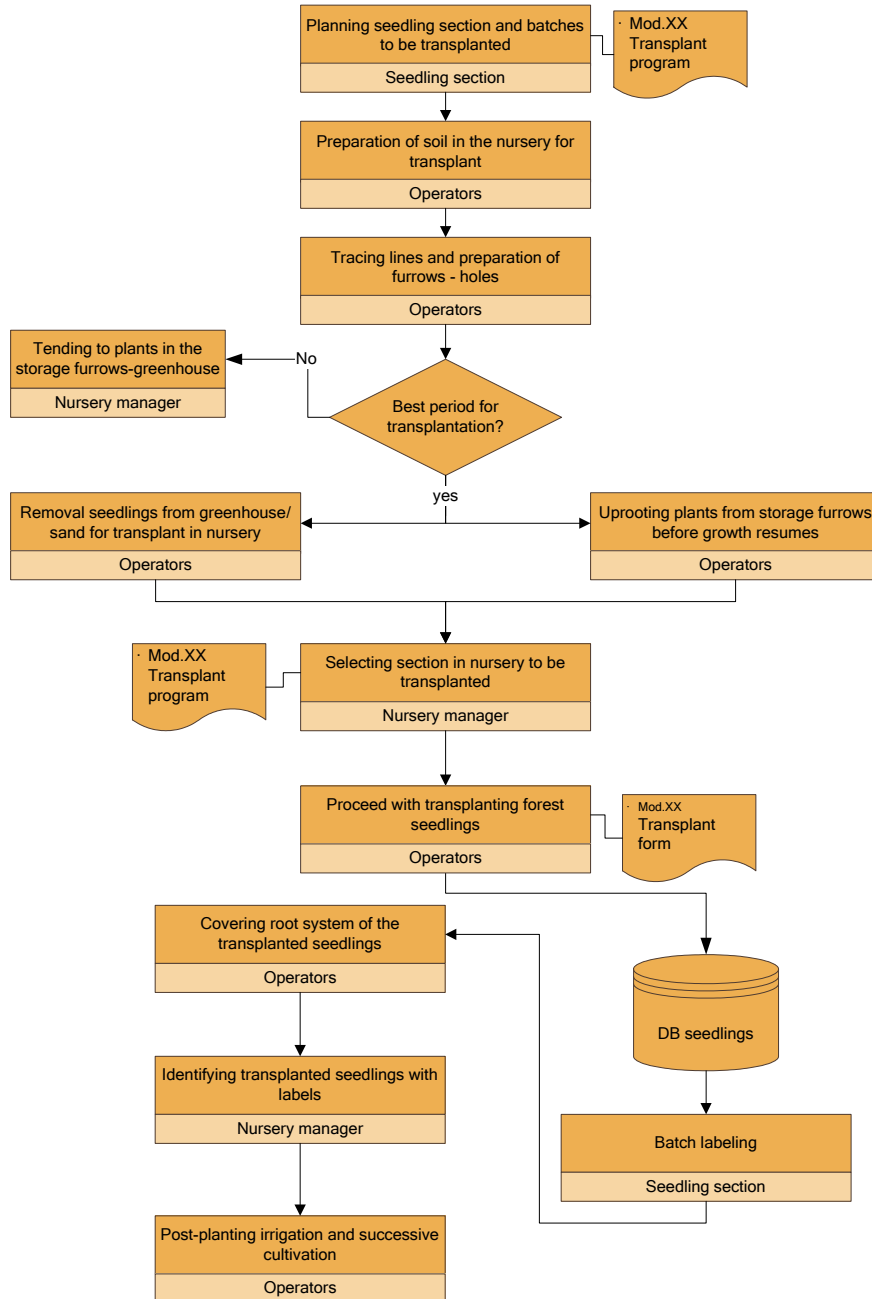 Planning seedling section and batches
to be transplanted
Seedling section
· Mod.XX
Transplant
program
Preparation of soil in the nursery for
transplant
Operators
Tracing lines and preparation of
furrows - holes
Operators
Tending to plants in the
storage furrows-greenhouse
Nursery manager
No
Best period for
transplantation?
yes
Removal seedlings from greenhouse/
sand for transplant in nursery
Operators
Uprooting plants from storage furrows
before growth resumes
Operators
· Mod.XX
Transplant
program
Selecting section in nursery to be
transplanted
Nursery manager
Proceed with transplanting forest
seedlings
Operators
· Mod.XX
Transplant
form
Covering root system of the
transplanted seedlings
Operators
DB seedlings
Identifying transplanted seedlings with
labels
Nursery manager
Batch labeling
Seedling section
Post-planting irrigation and successive
cultivation
Operators